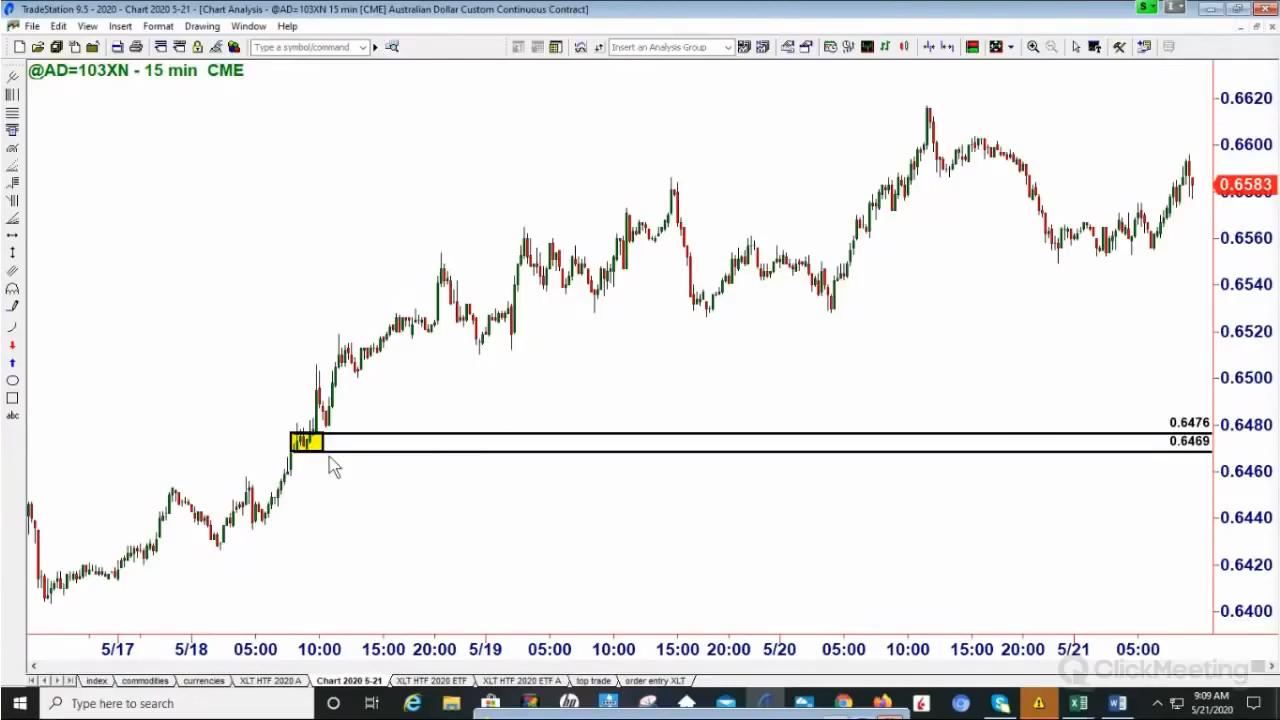 TradeStation 9.5 - 2020 - Chart 2020 5-21 - [Chart Analysis - @AD=103XN 15 min [CME] Australian Dollar Custom Continuous Contract]
File Edit View Insert Format Drawing Window Help
Type a symbol/command
Insert an Analysis Group
@AD=103XN - 15 min CME
0.6620
0.6600
0.6583
0.6560
0.6540
0.6520
0.6500
0.6476
0.6480
0.6469
0.6460
0.6440
0.6420
0.6400
abc
5/17 5/18 05:00 10:00 15:00 20:00 5/19 05:00 10:00 15:00 20:00 5/20 05:00 10:00 15:00 20:00 5/21 05:00
ClickMeeting
index commodities currencies XLT HTF 2020 A Chart 2020 5-21 XLT HTF 2020 ETF XLT HTF 2020 ETF A top trade order entry XLT
Type here to search
9:09 AM
5/21/2020